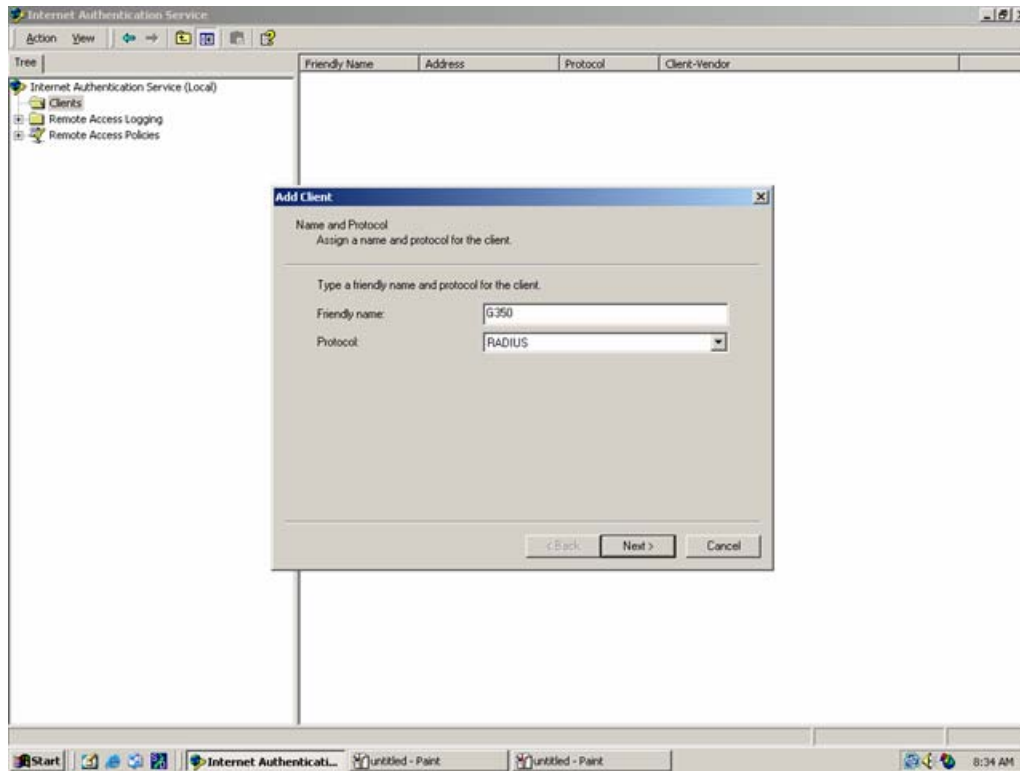 Internet Authentication Service
Action View
Tree
Friendly Name Address Protocol Client-Vendor
Internet Authentication Service (Local)
Clients
Remote Access Logging
Remote Access Policies
Add Client
Name and Protocol
Assign a name and protocol for the client.
Type a friendly name and protocol for the client.
Friendly name: G350
Protocol: RADIUS
< Back Next > Cancel
Start Internet Authenticati... untitled - Paint untitled - Paint 8:34 AM